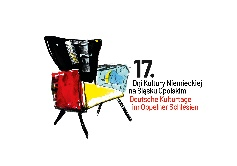 17.
Dni Kultury Niemieckiej
na Śląsku Opolskim
Deutsche Kulturtage
im Oppelner Schlesien